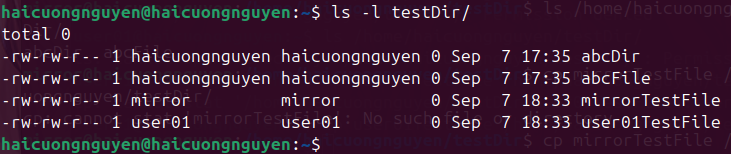 haicuongnguyen@haicuongnguyen:~$ ls -l testDir/
total 0
-rw-rw-r-- 1 haicuongnguyen haicuongnguyen 0 Sep  7 17:35 abcDir
-rw-rw-r-- 1 haicuongnguyen haicuongnguyen 0 Sep  7 17:35 abcFile
-rw-rw-r-- 1 mirror         mirror         0 Sep  7 18:33 mirrorTestFile
-rw-rw-r-- 1 user01         user01         0 Sep  7 18:33 user01TestFile
haicuongnguyen@haicuongnguyen:~$